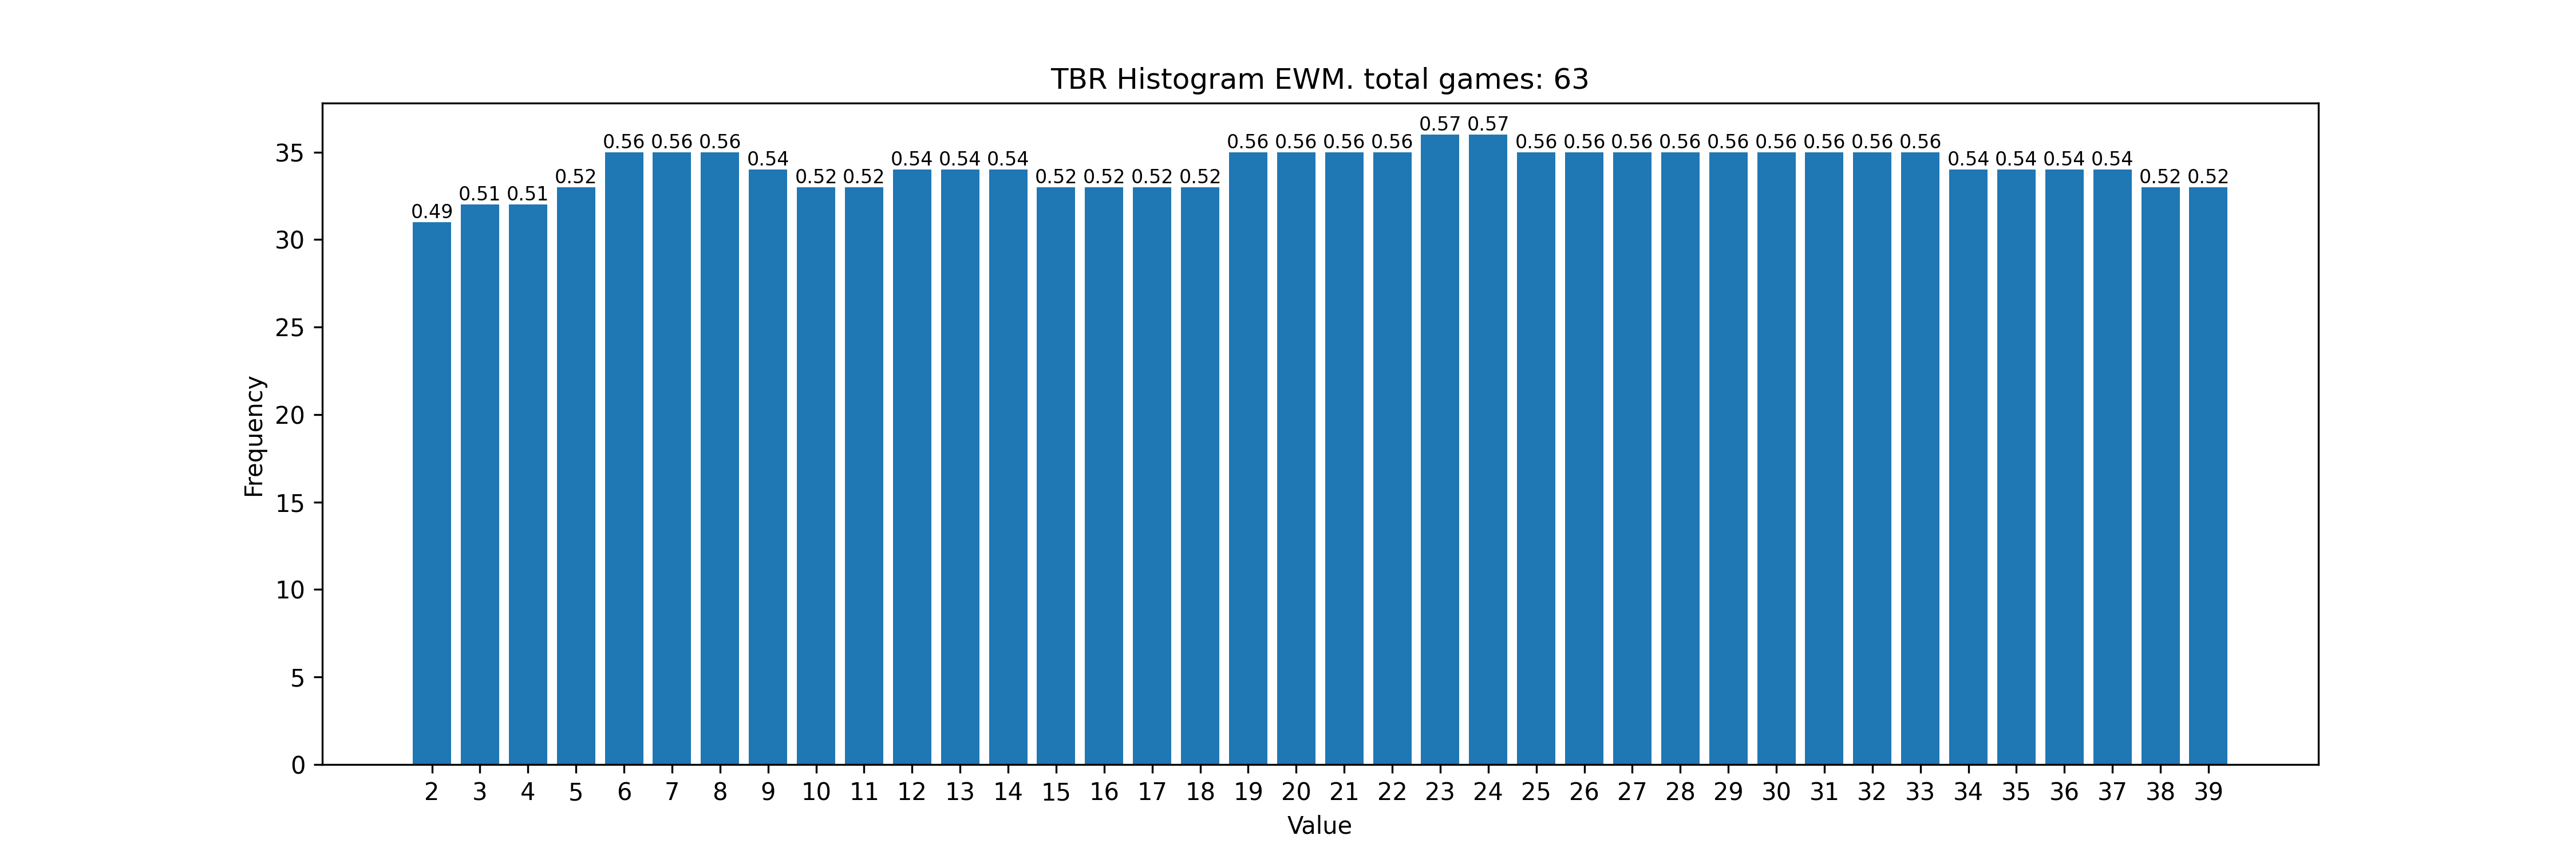 TBR Histogram EWM. total games: 63
0.49 0.51 0.51 0.52 0.56 0.56 0.56 0.54 0.52 0.52 0.54 0.54 0.54 0.52 0.52 0.52 0.52 0.56 0.56 0.56 0.56 0.57 0.57 0.56 0.56 0.56 0.56 0.56 0.56 0.56 0.56 0.56 0.54 0.54 0.54 0.54 0.52 0.52
35
30
25
20
15
10
5
0
Frequency
2 3 4 5 6 7 8 9 10 11 12 13 14 15 16 17 18 19 20 21 22 23 24 25 26 27 28 29 30 31 32 33 34 35 36 37 38 39
Value